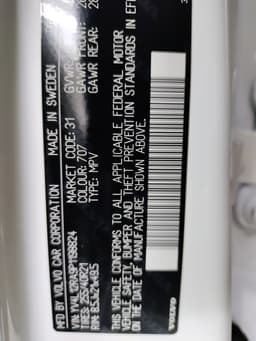 BY: VOLVO CAR CORPORATION MADE IN SWEDEN
MARKET CODE: 31 GVWR:
COLOUR: 707 GAWR FRONT:
TYPE: MPV GAWR REAR:
THIS VEHICLE CONFORMS TO ALL APPLICABLE FEDERAL MOTOR
VEHICLE SAFETY, BUMPER AND THEFT PREVENTION STANDARDS IN
ON THE DATE OF MANUFACTURE SHOWN ABOVE.
VOLVO